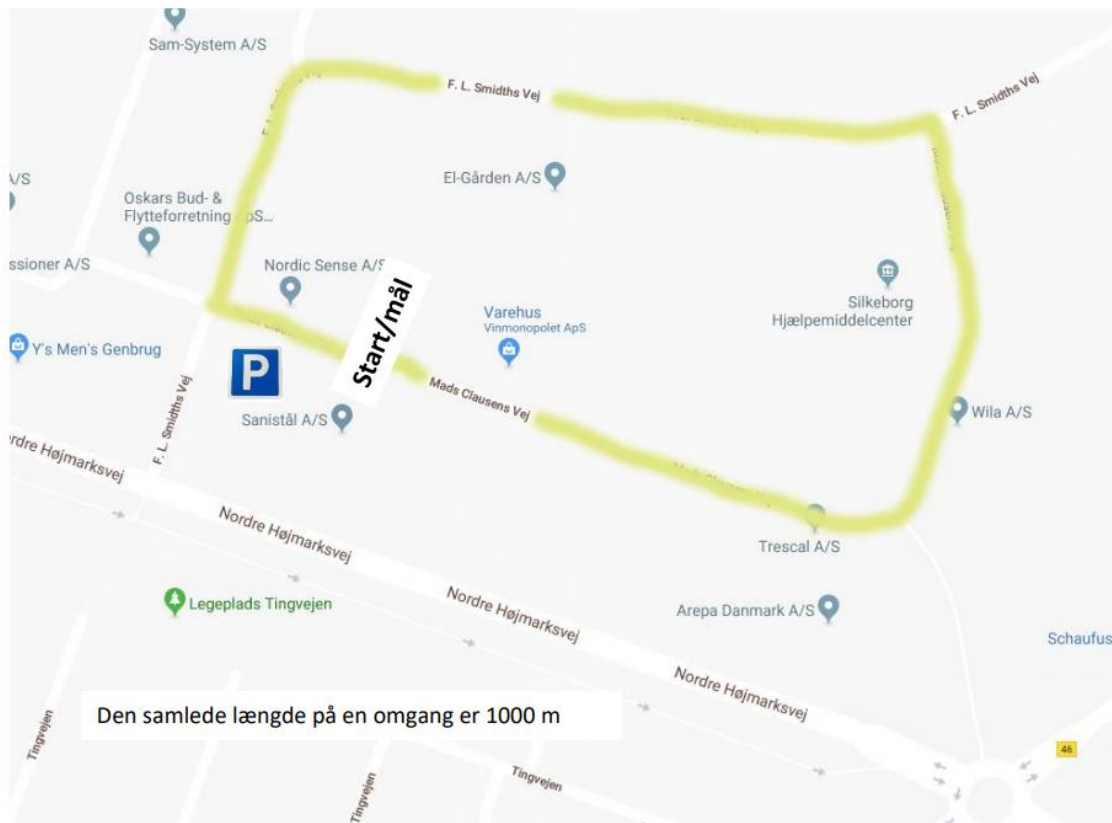 Sam-System A/S
F. L. Smidths Vej
F. L. Smidths Vej
El-Gården A/S
A/S
Oskars Bud- &
Flytteforretning ApS...
ssioner A/S
Nordic Sense A/S
Start/mål
Silkeborg
Hjælpemiddelcenter
Varehus
Vinmonopolet ApS
Y's Men's Genbrug
P
Mads Clausens Vej
Sanistål A/S
Wila A/S
F. L. Smidths Vej
ordre Højmarksvej
Nordre Højmarksvej
Trescal A/S
Legeplads Tingvejen
Nordre Højmarksvej
Arepa Danmark A/S
Schaufus
Nordre Højmarksvej
Den samlede længde på en omgang er 1000 m
Tingvejen
46
Tingvejen
Tingvejen